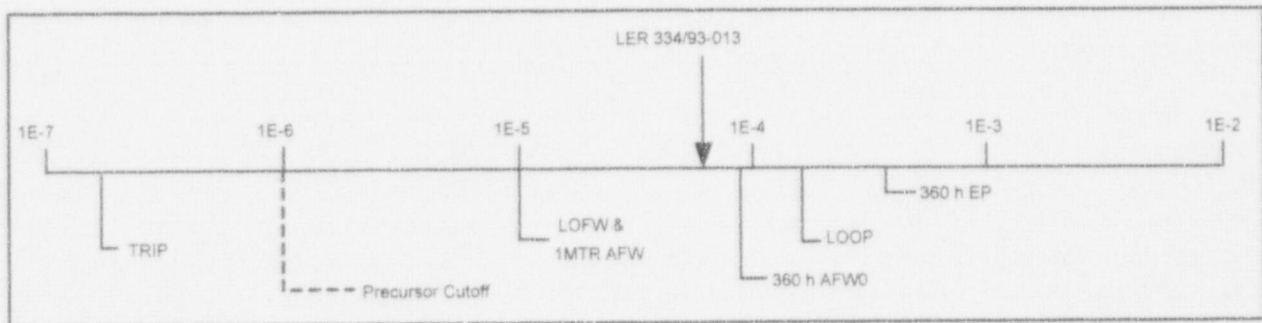 LER 334/93-013
1E-7
1E-6
1E-5
1E-4
1E-3
1E-2
TRIP
Precursor Cutoff
LOFW &
1MTR AFW
360 h AFW0
LOOP
360 h EP